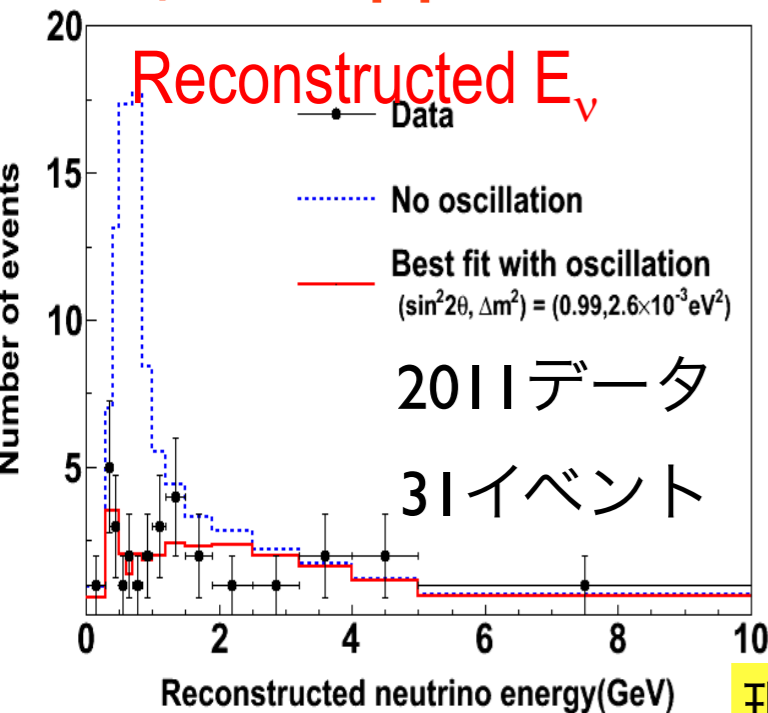 Reconstructed Eν
Data
No oscillation
Best fit with oscillation
(sin²2θ, Δm²) = (0.99,2.6×10⁻³eV²)
2011データ
31イベント
Number of events
20
15
10
5
0 2 4 6 8 10
Reconstructed neutrino energy(GeV)